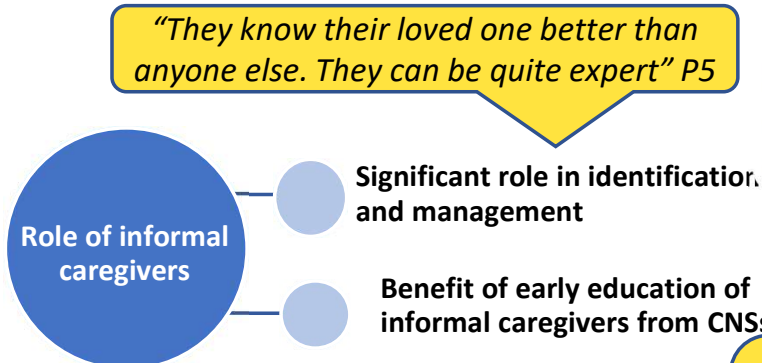 “They know their loved one better than
anyone else. They can be quite expert” P5
Significant role in identification
and management
Role of informal
caregivers
Benefit of early education of
informal caregivers from CNSs